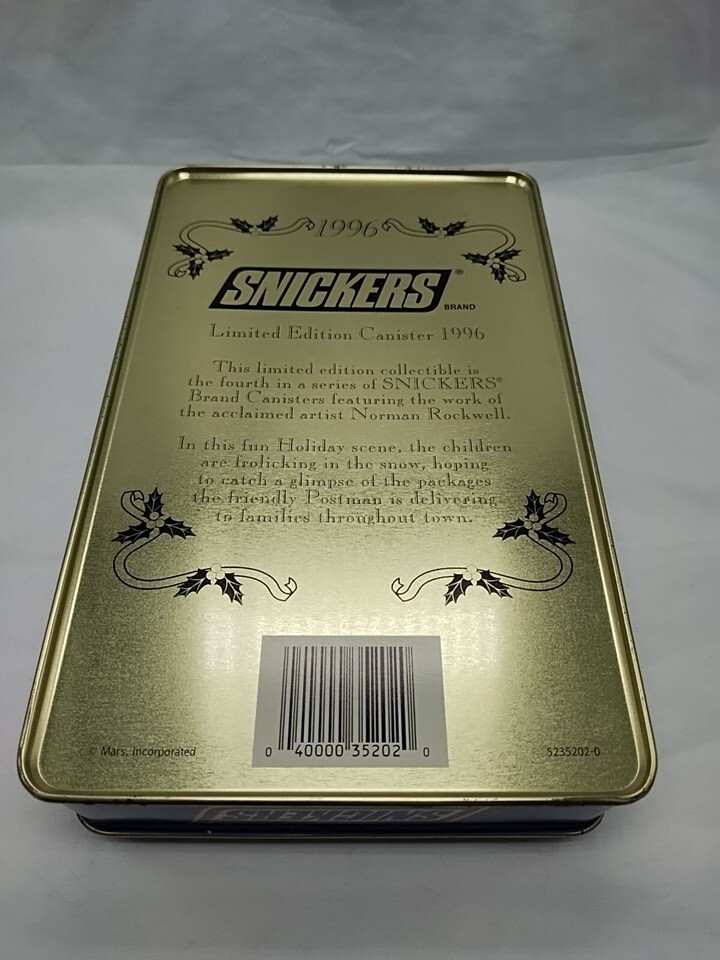 1996
SNICKERS®
BRAND
Limited Edition Canister 1996
This limited edition collectible is
the fourth in a series of SNICKERS®
Brand Canisters featuring the work of
the acclaimed artist Norman Rockwell.
In this fun Holiday scene, the children
are frolicking in the snow, hoping
to catch a glimpse of the packages
the friendly Postman is delivering
to families throughout town.
0 40000 35202 0
© Mars, Incorporated
5235202-0
SNICKERS